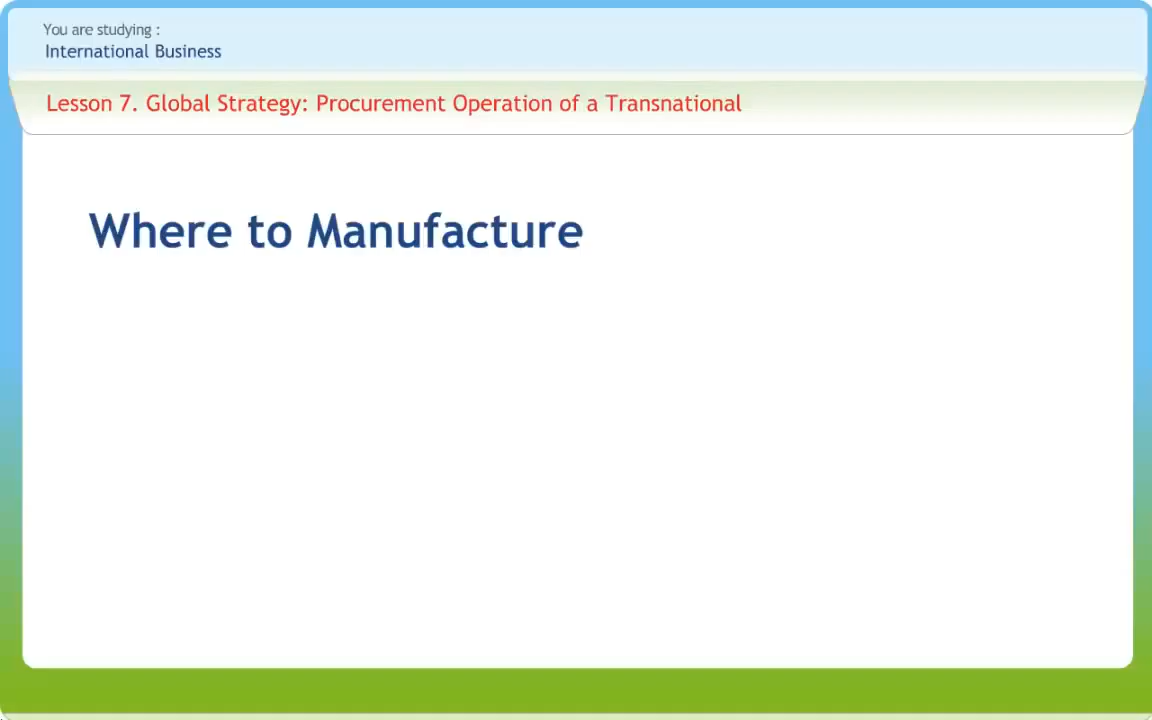 You are studying :
International Business
Lesson 7. Global Strategy: Procurement Operation of a Transnational
Where to Manufacture